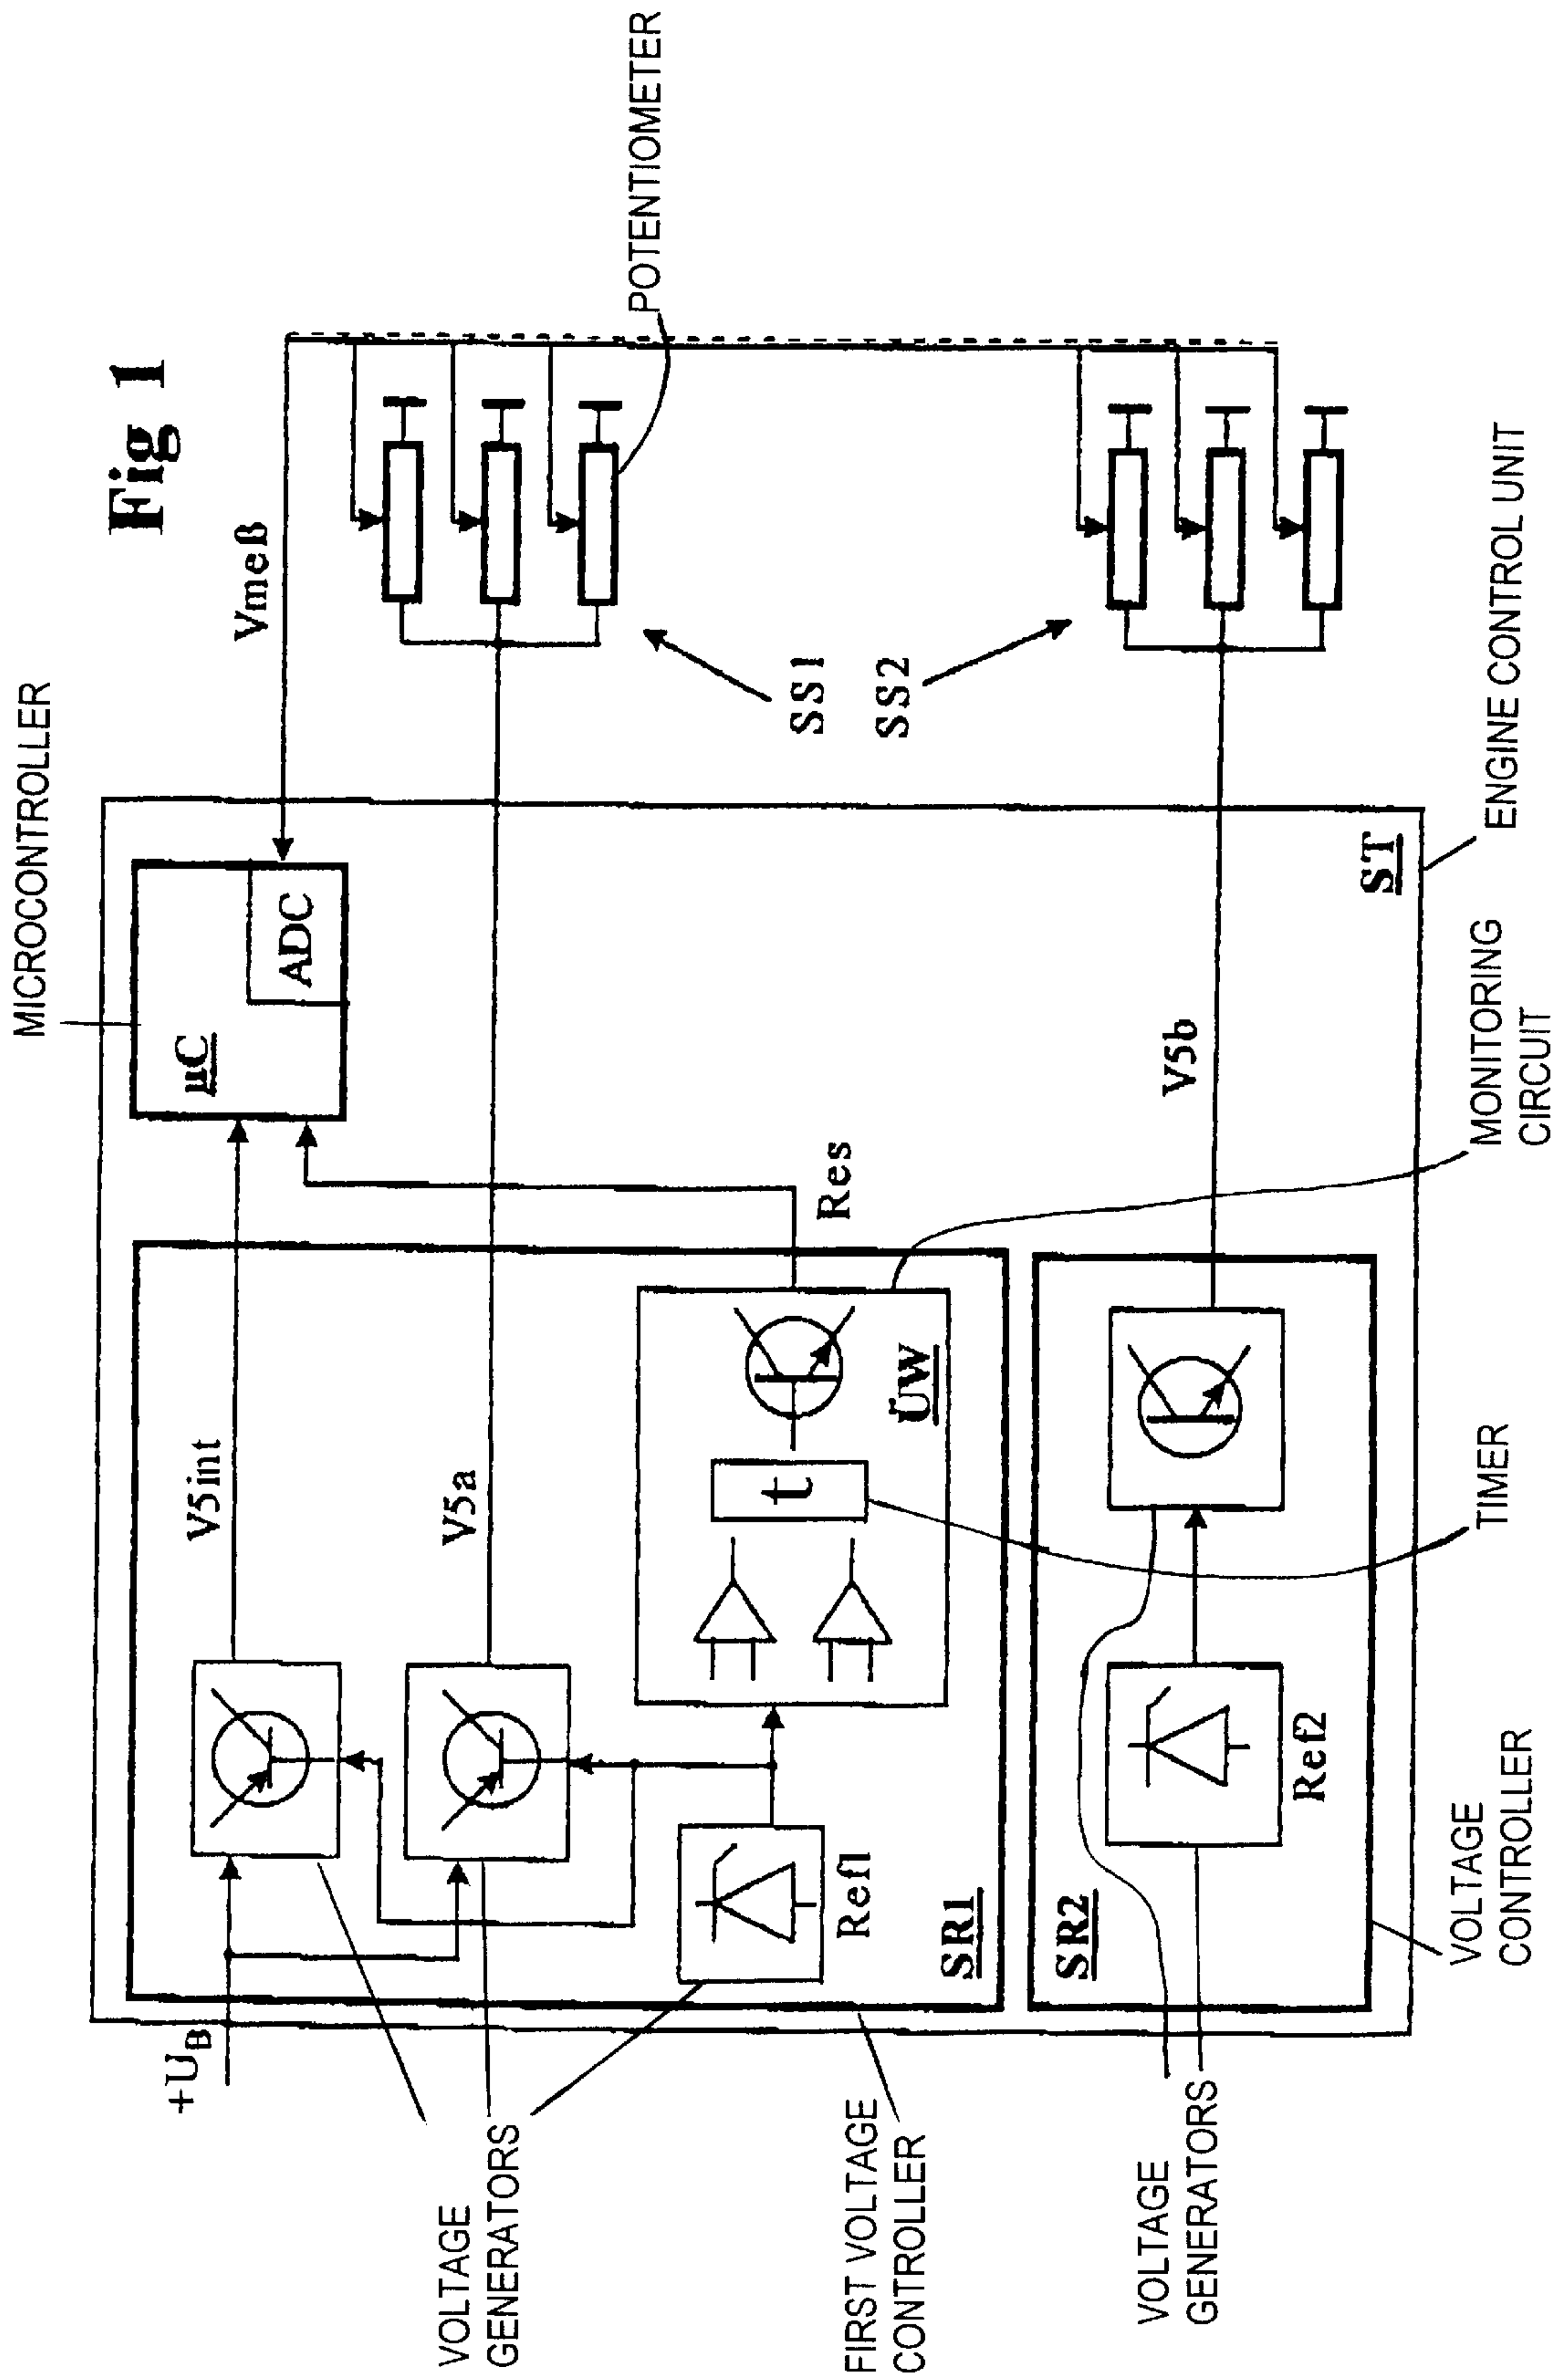 Fig 1
MICROCONTROLLER
µC
ADC
Vmeß
POTENTIOMETER
+U_B
V5int
V5a
SS1
SS2
VOLTAGE
GENERATORS
Ref1
t
ÜW
Res
SR1
FIRST VOLTAGE
CONTROLLER
SR2
Ref2
V5b
ST
VOLTAGE
GENERATORS
VOLTAGE
CONTROLLER
TIMER
MONITORING
CIRCUIT
ENGINE CONTROL UNIT